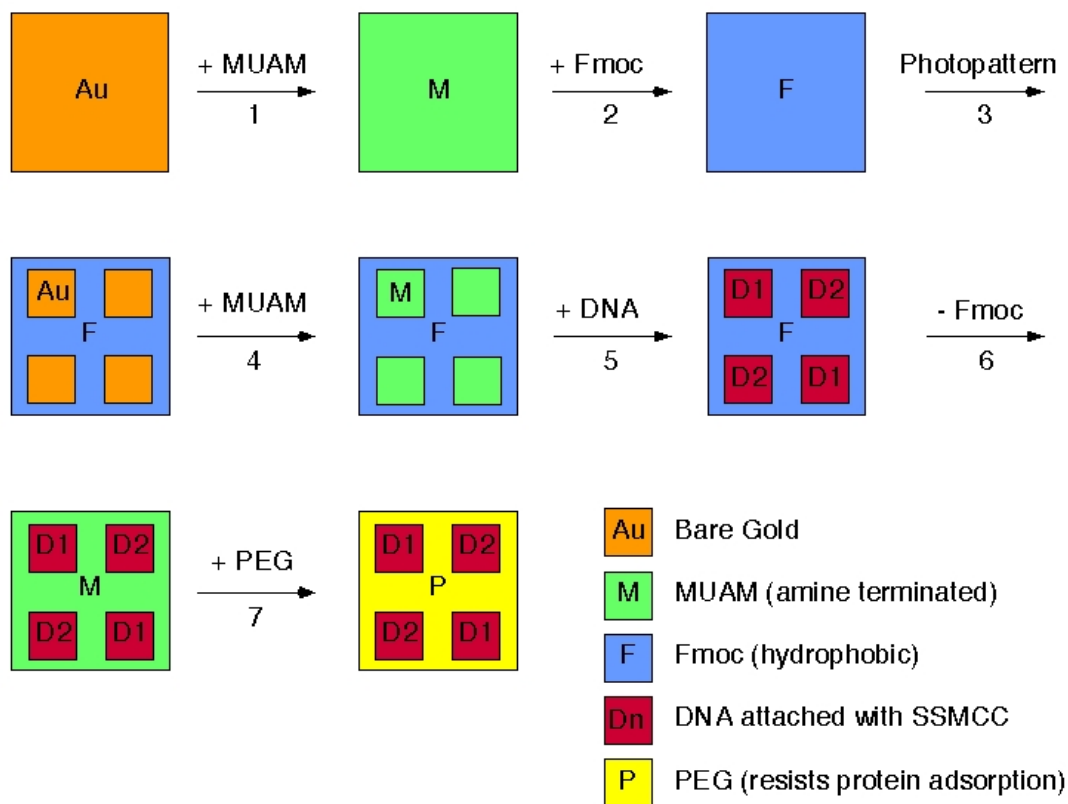 Au
+ MUAM
1
M
+ Fmoc
2
F
Photopattern
3
Au
F
+ MUAM
4
M
F
+ DNA
5
D1 D2
F
D2 D1
- Fmoc
6
D1 D2
M
D2 D1
+ PEG
7
D1 D2
P
D2 D1
Au Bare Gold
M MUAM (amine terminated)
F Fmoc (hydrophobic)
Dn DNA attached with SSMCC
P PEG (resists protein adsorption)